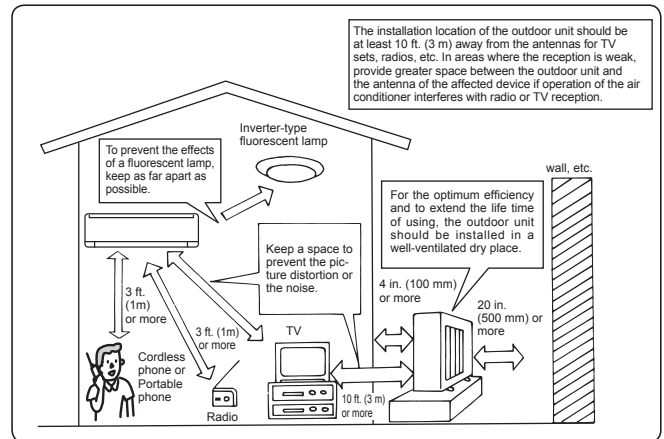 The installation location of the outdoor unit should be
at least 10 ft. (3 m) away from the antennas for TV
sets, radios, etc. In areas where the reception is weak,
provide greater space between the outdoor unit and
the antenna of the affected device if operation of the air
conditioner interferes with radio or TV reception.
Inverter-type
fluorescent lamp
To prevent the effects
of a fluorescent lamp,
keep as far apart as
possible.
wall, etc.
For the optimum efficiency
and to extend the life time
of using, the outdoor unit
should be installed in a
well-ventilated dry place.
Keep a space to
prevent the pic-
ture distortion or
the noise.
4 in. (100 mm)
or more
20 in.
(500 mm) or
more
3 ft.
(1m)
or more
3 ft. (1m)
or more
TV
Cordless
phone or
Portable
phone
Radio
10 ft. (3 m)
or more